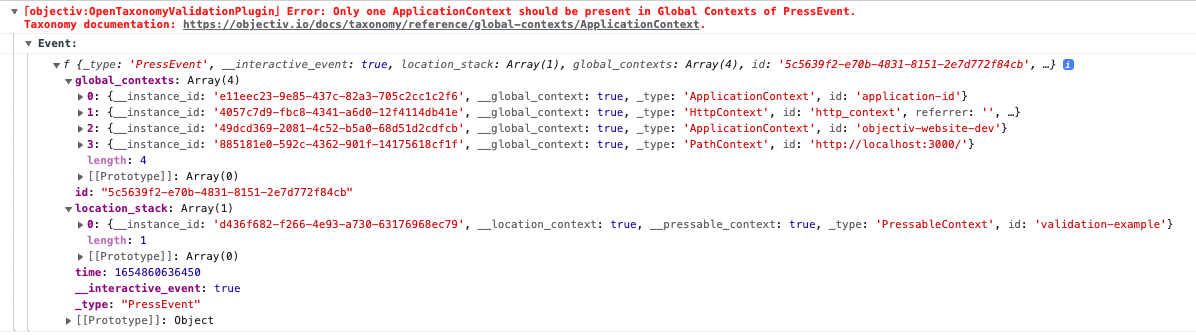 ▼ ｢objectiv:OpenTaxonomyValidationPlugin｣ Error: Only one ApplicationContext should be present in Global Contexts of PressEvent.
Taxonomy documentation: https://objectiv.io/docs/taxonomy/reference/global-contexts/ApplicationContext.
▼ Event:
▼ f {_type: 'PressEvent', __interactive_event: true, location_stack: Array(1), global_contexts: Array(4), id: '5c5639f2-e70b-4831-8151-2e7d772f84cb', …} i
▼ global_contexts: Array(4)
▶ 0: {__instance_id: 'e11eec23-9e85-437c-82a3-705c2cc1c2f6', __global_context: true, _type: 'ApplicationContext', id: 'application-id'}
▶ 1: {__instance_id: '4057c7d9-fbc8-4341-a6d0-12f4114db41e', __global_context: true, _type: 'HttpContext', id: 'http_context', referrer: '', …}
▶ 2: {__instance_id: '49dcd369-2081-4c52-b5a0-68d51d2cdfcb', __global_context: true, _type: 'ApplicationContext', id: 'objectiv-website-dev'}
▶ 3: {__instance_id: '885181e0-592c-4362-901f-14175618cf1f', __global_context: true, _type: 'PathContext', id: 'http://localhost:3000/'}
length: 4
▶ [[Prototype]]: Array(0)
id: "5c5639f2-e70b-4831-8151-2e7d772f84cb"
▼ location_stack: Array(1)
▶ 0: {__instance_id: 'd436f682-f266-4e93-a730-63176968ec79', __location_context: true, __pressable_context: true, _type: 'PressableContext', id: 'validation-example'}
length: 1
▶ [[Prototype]]: Array(0)
time: 1654860636450
__interactive_event: true
_type: "PressEvent"
▶ [[Prototype]]: Object